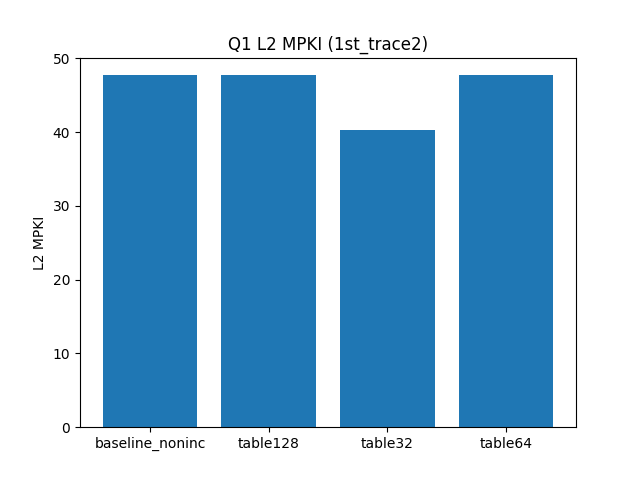 Q1 L2 MPKI (1st_trace2)
L2 MPKI
50
40
30
20
10
0
baseline_noninc table128 table32 table64